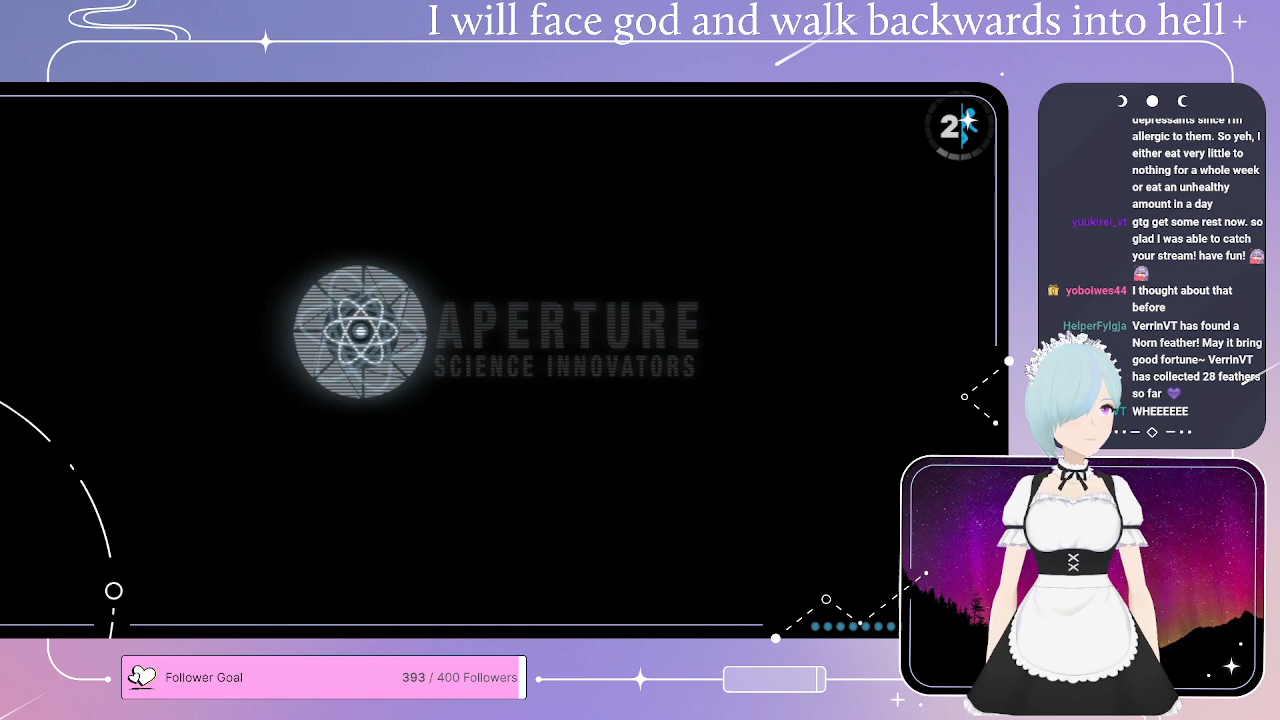 I will face god and walk backwards into hell
2
APERTURE
SCIENCE INNOVATORS
depressants since I'm
allergic to them. So yeh, I
either eat very little to
nothing for a whole week
or eat an unhealthy
amount in a day
yuukirei_vt gtg get some rest now. so
glad I was able to catch
your stream! have fun!
yoboiwes44 I thought about that
before
HelperFylgja VerrinVT has found a
Norn feather! May it bring
good fortune~ VerrinVT
has collected 28 feathers
so far 💜
WHEEEEEE
Follower Goal 393 / 400 Followers